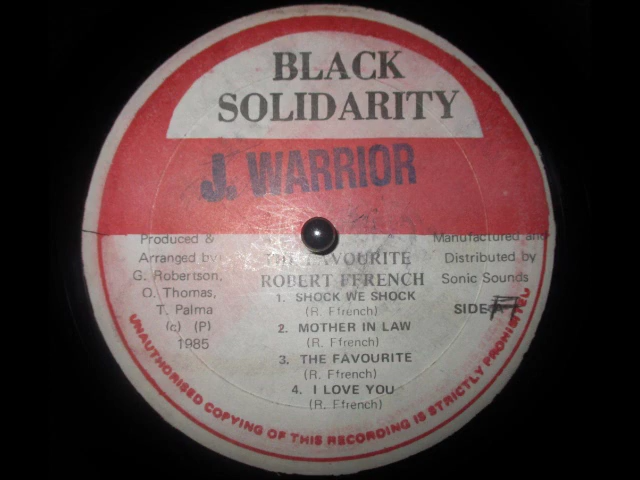 BLACK
SOLIDARITY
J. WARRIOR
Produced &
Arranged by
G. Robertson,
O. Thomas,
T. Palma
(c) (P)
1985
THE FAVOURITE
ROBERT FFRENCH
1. SHOCK WE SHOCK
(R. Ffrench)
2. MOTHER IN LAW
(R. Ffrench)
3. THE FAVOURITE
(R. Ffrench)
4. I LOVE YOU
(R. Ffrench)
Manufactured and
Distributed by
Sonic Sounds
SIDE A
UNAUTHORISED COPYING OF THIS RECORDING IS STRICTLY PROHIBITED